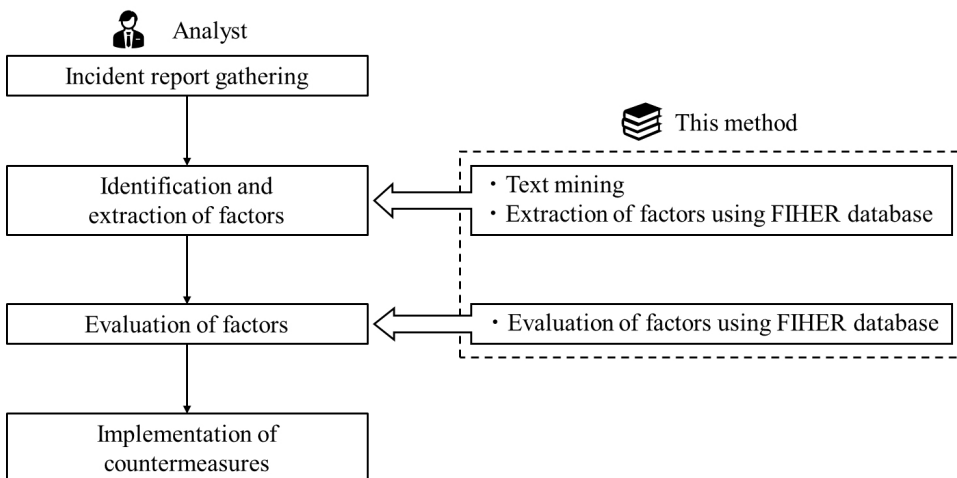 Analyst
Incident report gathering
This method
Identification and
extraction of factors
・Text mining
・Extraction of factors using FIHER database
Evaluation of factors
・Evaluation of factors using FIHER database
Implementation of
countermeasures